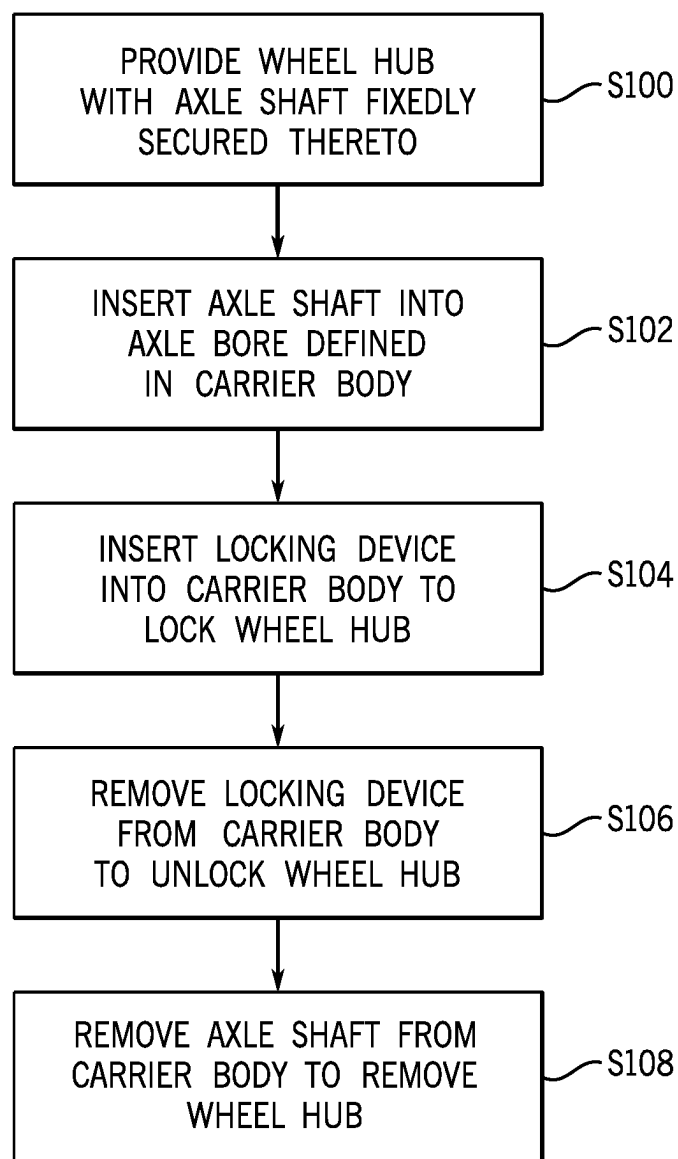 PROVIDE WHEEL HUB
WITH AXLE SHAFT FIXEDLY
SECURED THERETO
S100
INSERT AXLE SHAFT INTO
AXLE BORE DEFINED
IN CARRIER BODY
S102
INSERT LOCKING DEVICE
INTO CARRIER BODY TO
LOCK WHEEL HUB
S104
REMOVE LOCKING DEVICE
FROM CARRIER BODY
TO UNLOCK WHEEL HUB
S106
REMOVE AXLE SHAFT FROM
CARRIER BODY TO REMOVE
WHEEL HUB
S108